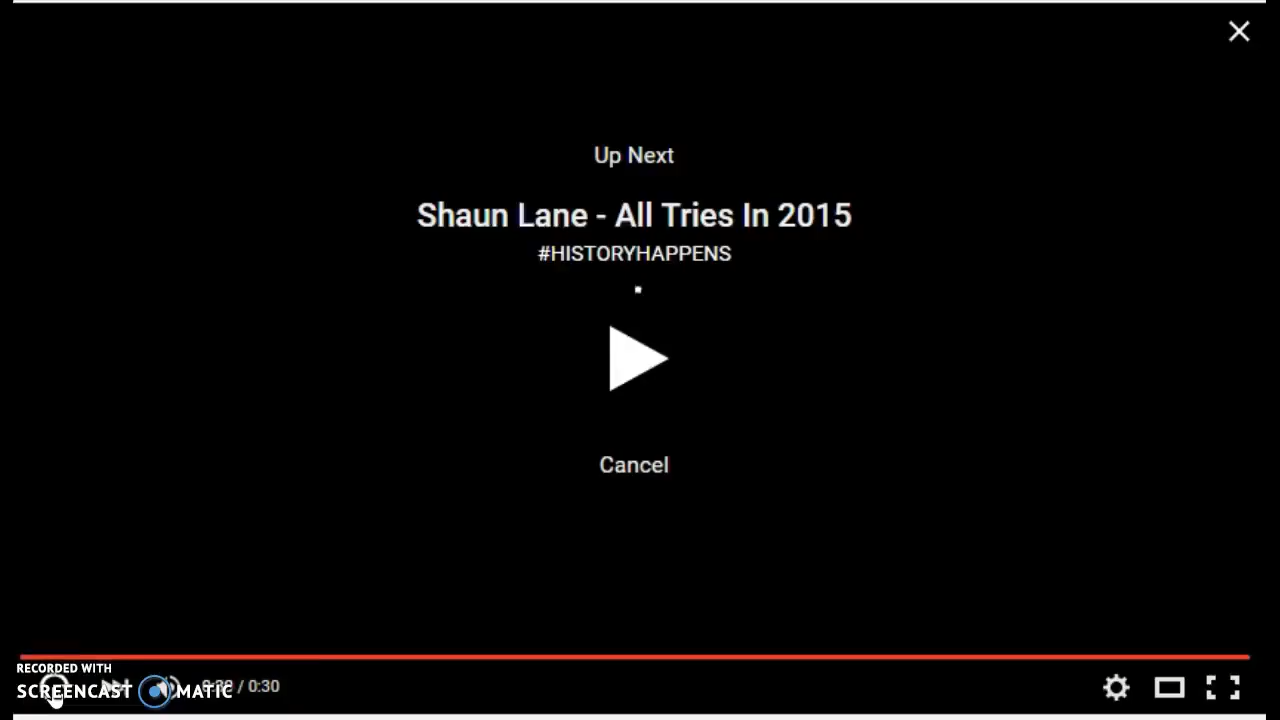 Up Next
Shaun Lane - All Tries In 2015
#HISTORYHAPPENS
Cancel
RECORDED WITH
SCREENCAST MATIC
/ 0:30